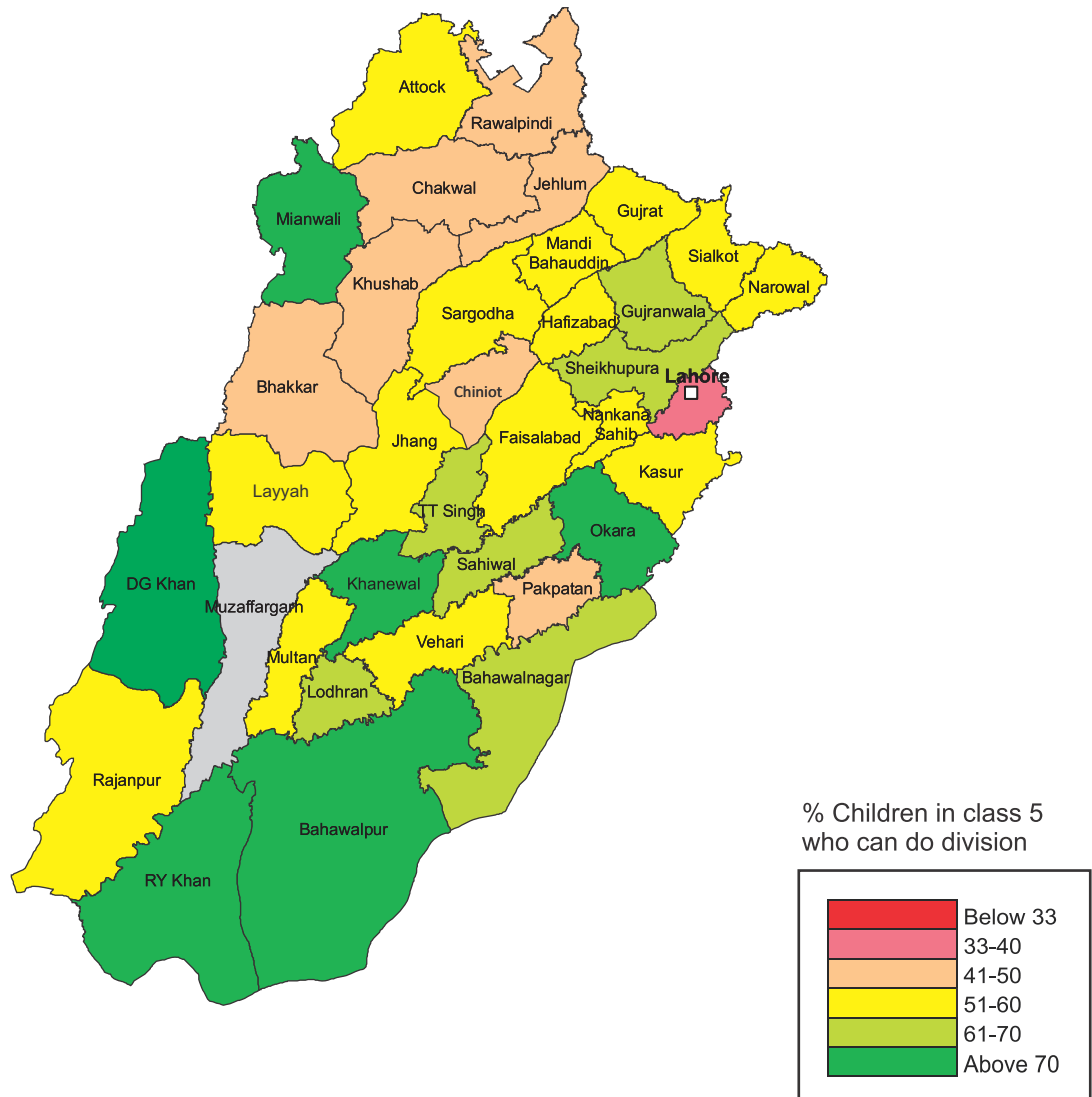 Attock
Rawalpindi
Chakwal
Jehlum
Mianwali
Gujrat
Mandi
Bahauddin
Sialkot
Khushab
Narowal
Sargodha
Hafizabad
Gujranwala
Sheikhupura
Lahore
Bhakkar
Chiniot
Nankana
Sahib
Jhang
Faisalabad
Kasur
Layyah
TT Singh
Okara
Sahiwal
DG Khan
Khanewal
Pakpatan
Muzaffargarh
Vehari
Multan
Bahawalnagar
Lodhran
Rajanpur
Bahawalpur
RY Khan
% Children in class 5
who can do division
Below 33
33-40
41-50
51-60
61-70
Above 70